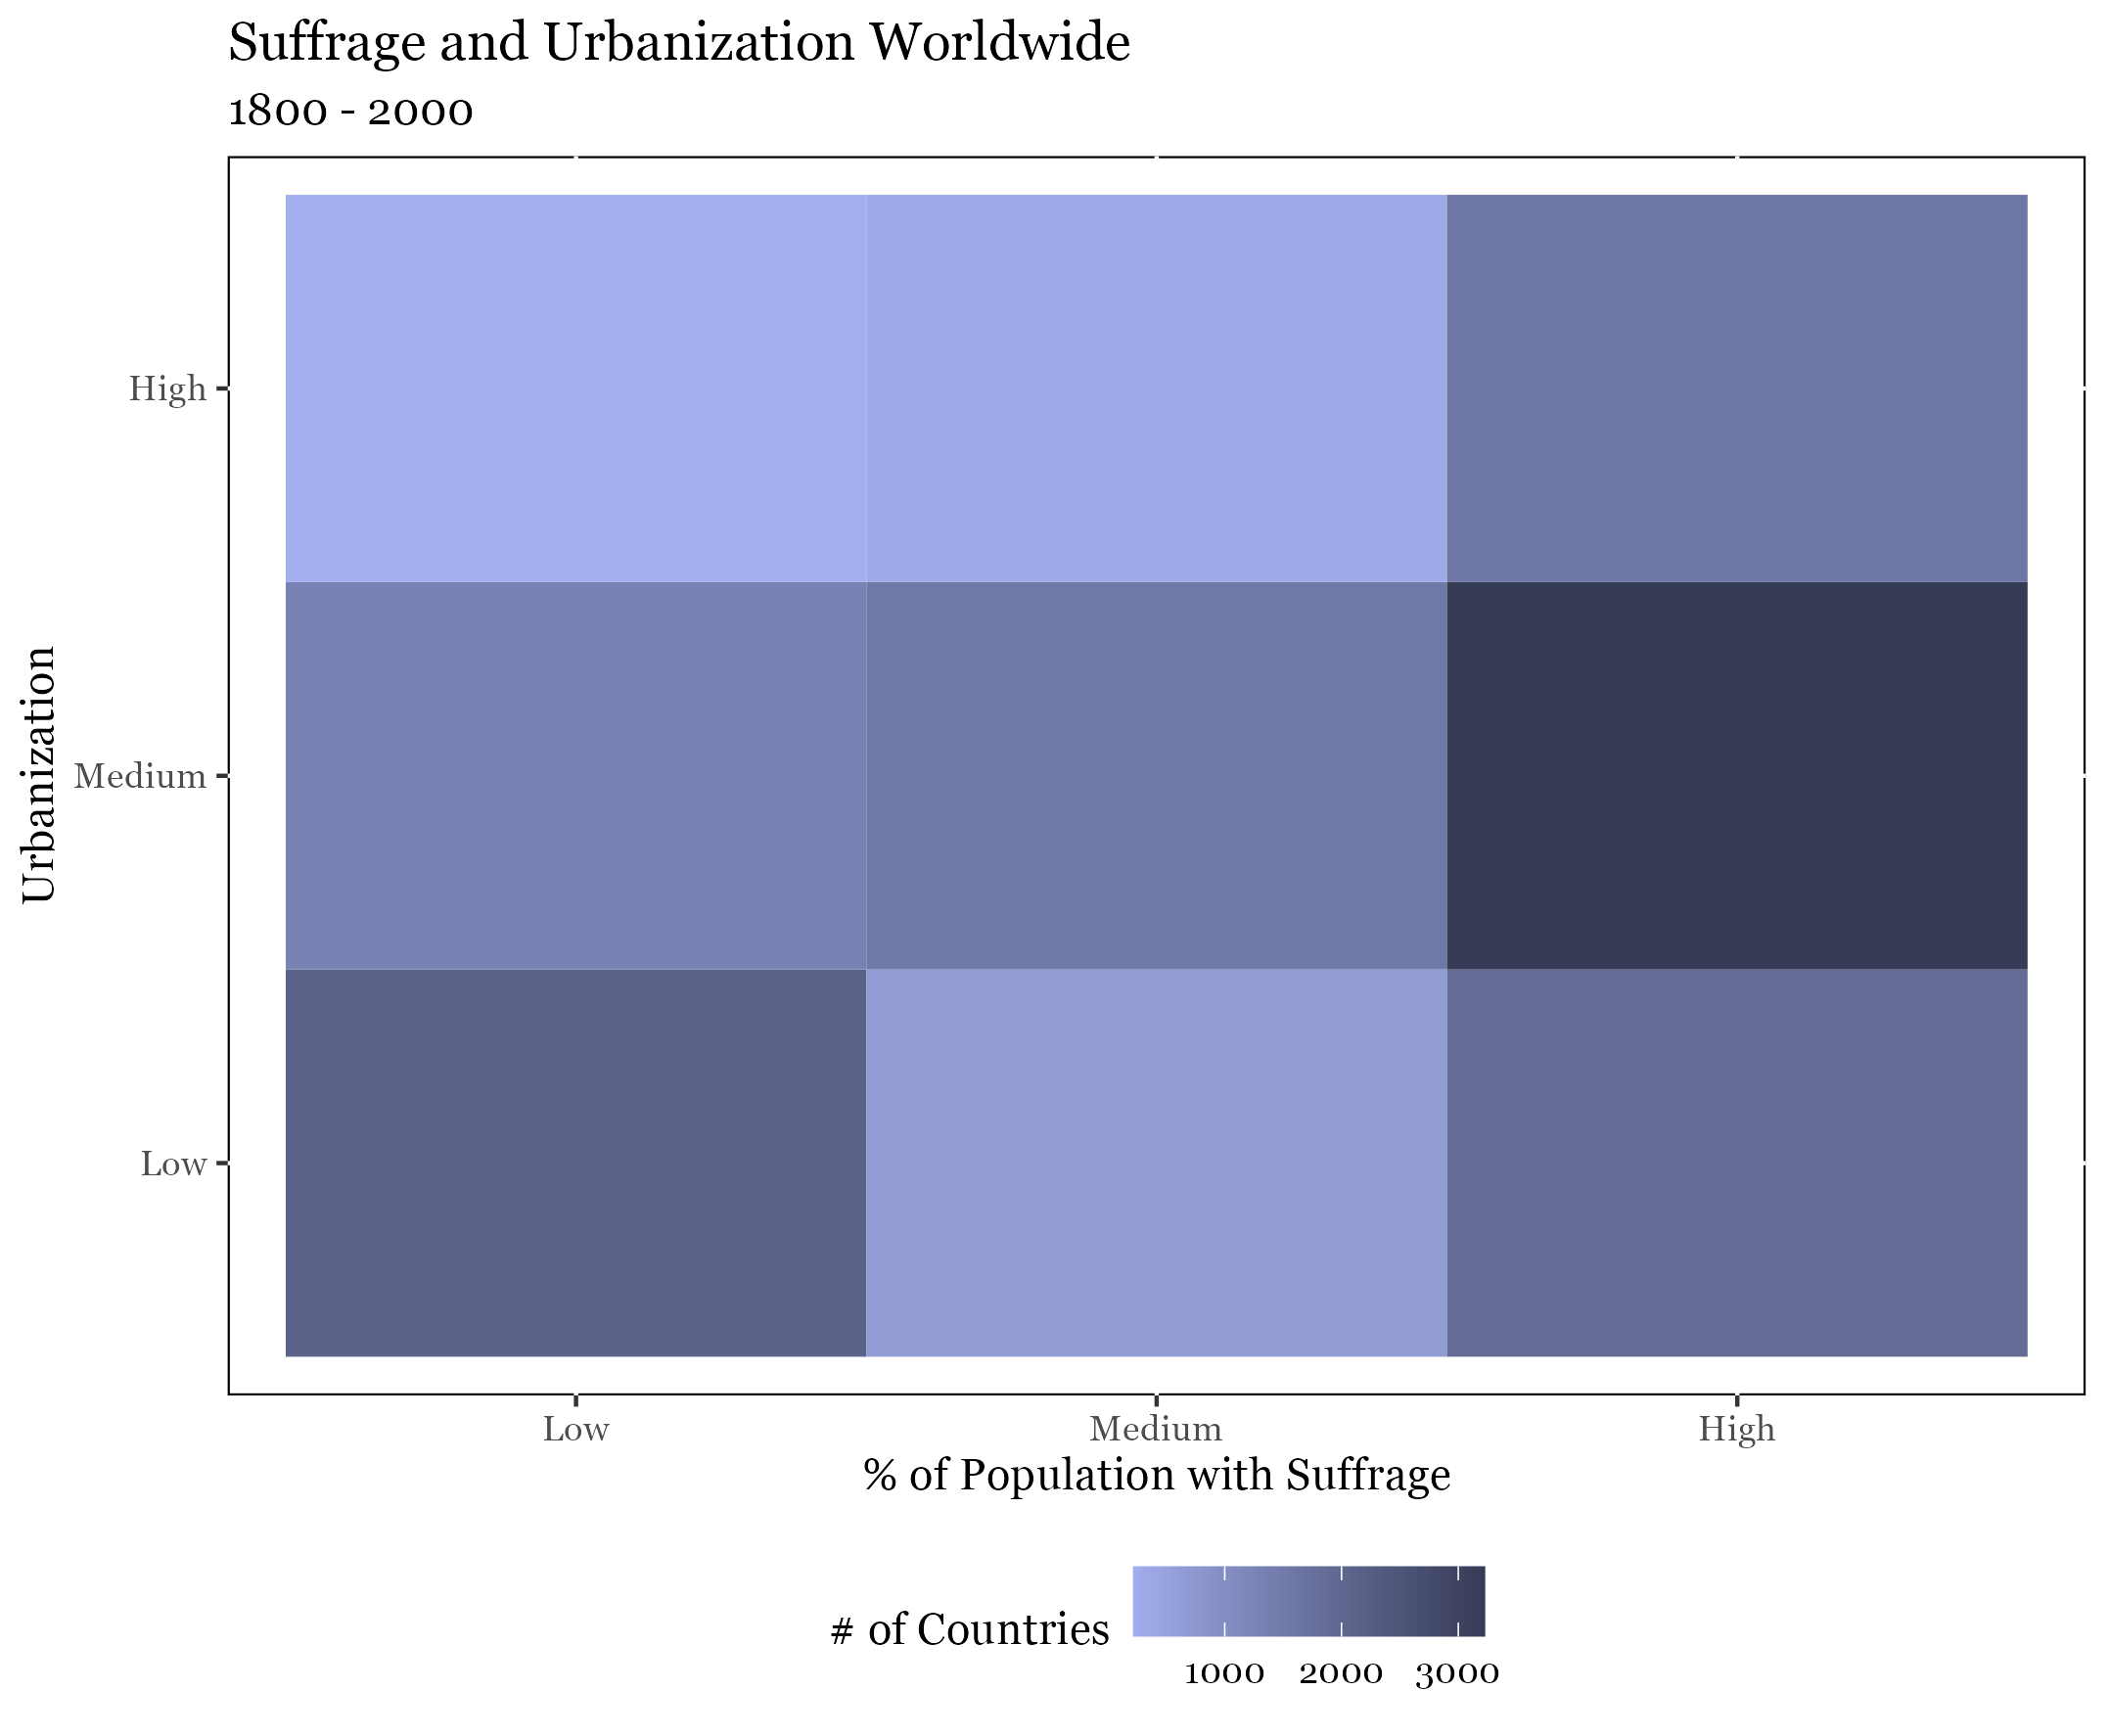 Suffrage and Urbanization Worldwide
1800 - 2000
Urbanization
High
Medium
Low
Low Medium High
% of Population with Suffrage
# of Countries
1000 2000 3000